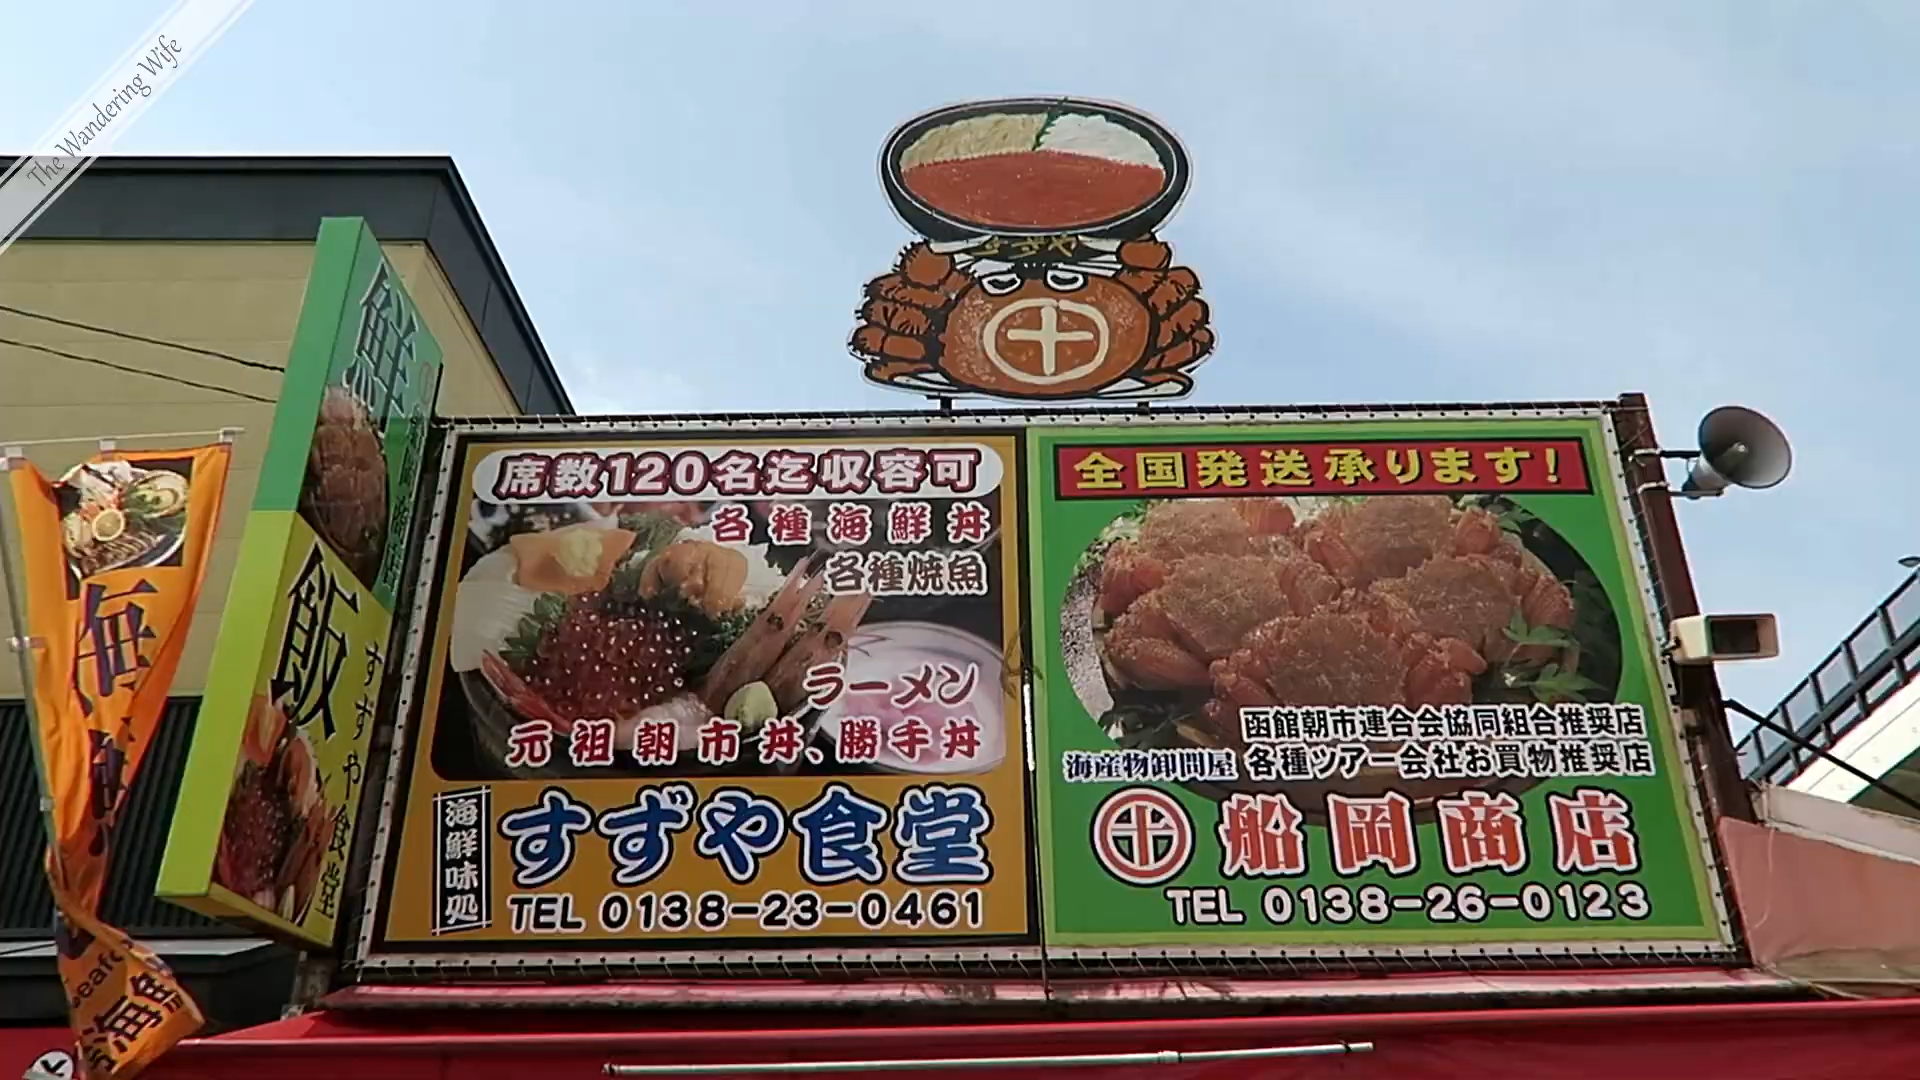 The Wandering Wife
すずや
鮮
飯
すずや食堂
海
海鮮
席数120名迄収容可
各種海鮮丼
各種焼魚
ラーメン
元祖朝市丼、勝手丼
海鮮味処
すずや食堂
TEL 0138-23-0461
全国発送承ります!
函館朝市連合会協同組合推奨店
海産物卸問屋 各種ツアー会社お買物推奨店
十 船岡商店
TEL 0138-26-0123